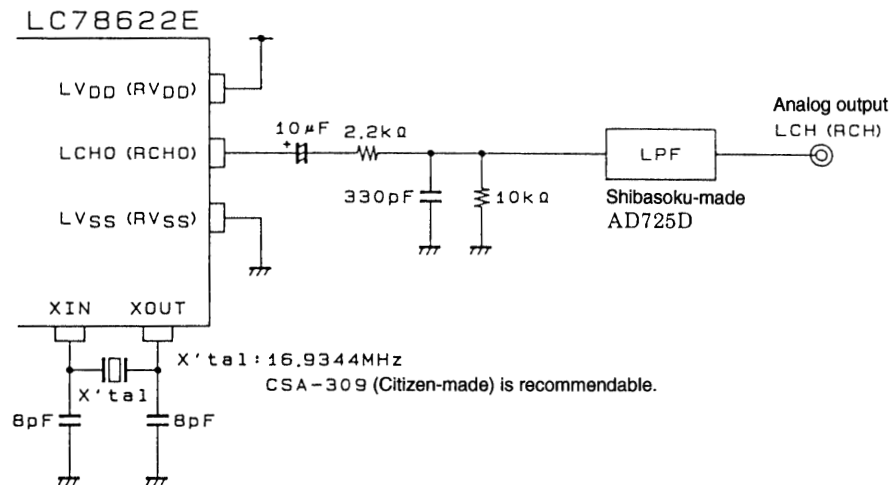 LC78622E
LVDD (RVDD)
LCHO (RCHO)
LVSS (RVSS)
XIN XOUT
+
10μF
2.2kΩ
330pF
10kΩ
LPF
Shibasoku-made
AD725D
Analog output
LCH (RCH)
X'tal
X'tal:16.9344MHz
CSA-309 (Citizen-made) is recommendable.
8pF
8pF